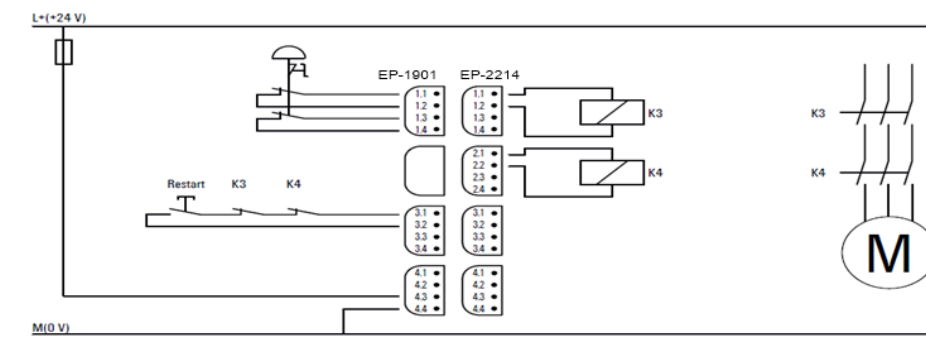 L+(+24 V)
EP-1901 EP-2214
1.1 1.1
1.2 1.2
1.3 1.3
1.4 1.4
K3 K3
2.1
2.2
2.3
2.4
K4 K4
Restart K3 K4
3.1 3.1
3.2 3.2
3.3 3.3
3.4 3.4
M
4.1 4.1
4.2 4.2
4.3 4.3
4.4 4.4
M(0 V)